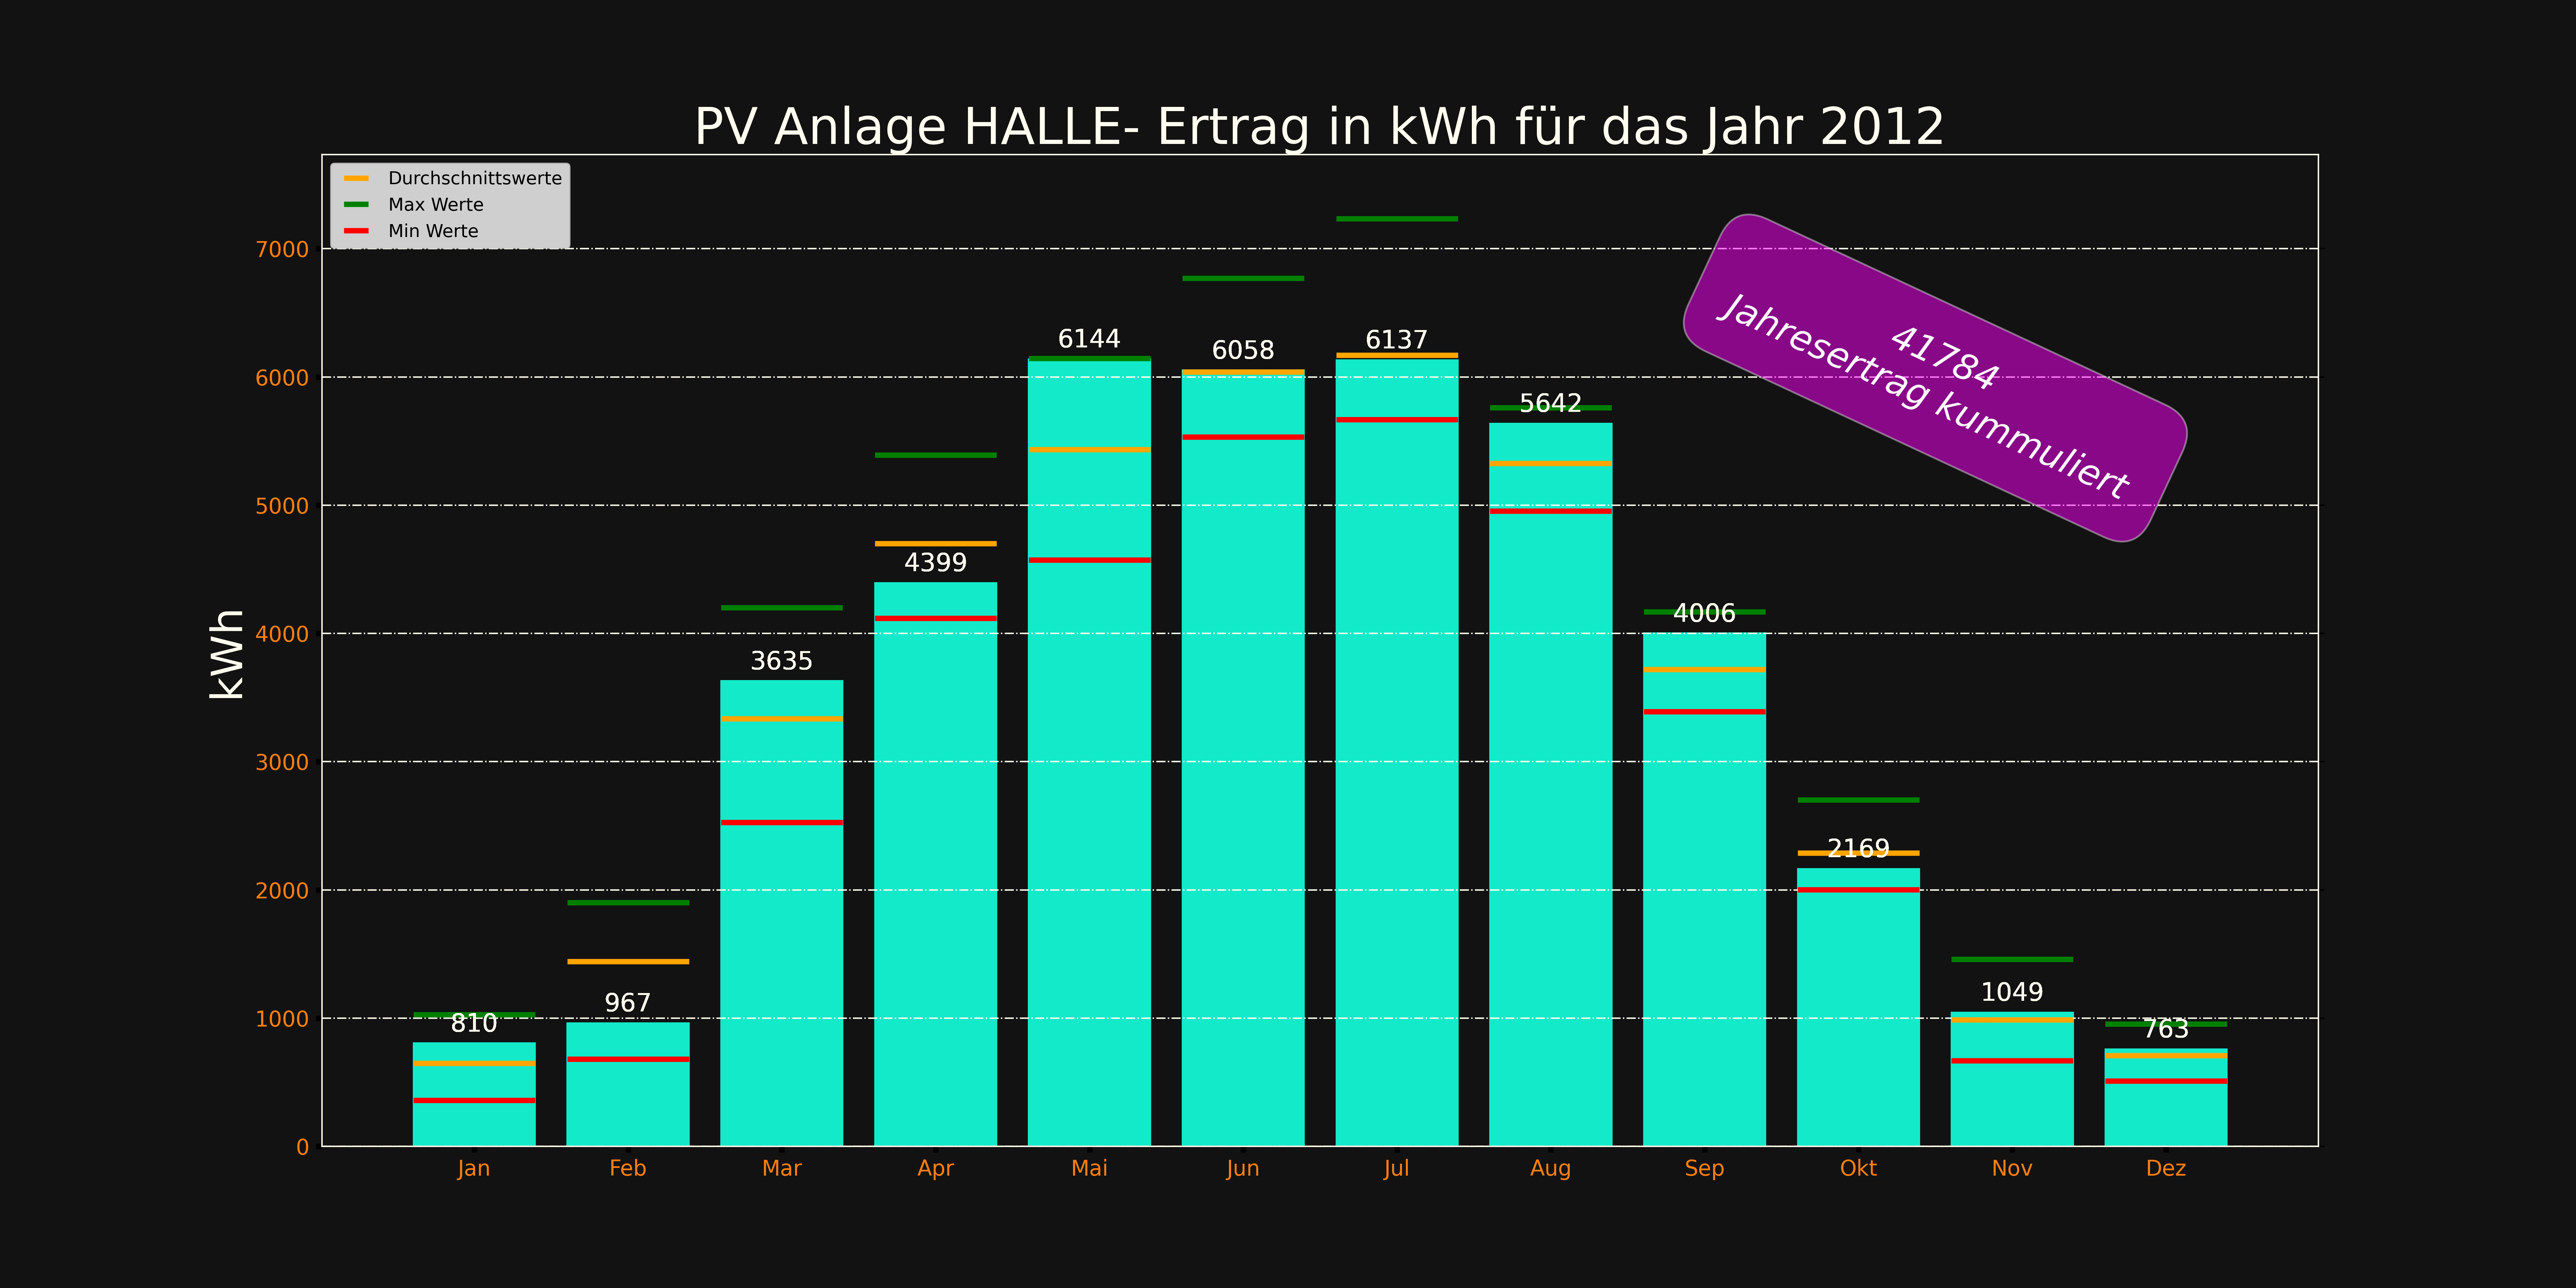 PV Anlage HALLE- Ertrag in kWh für das Jahr 2012
Durchschnittswerte
Max Werte
Min Werte
41784
Jahresertrag kummuliert
kWh
7000
6000
5000
4000
3000
2000
1000
0
810
967
3635
4399
6144
6058
6137
5642
4006
2169
1049
763
Jan
Feb
Mar
Apr
Mai
Jun
Jul
Aug
Sep
Okt
Nov
Dez